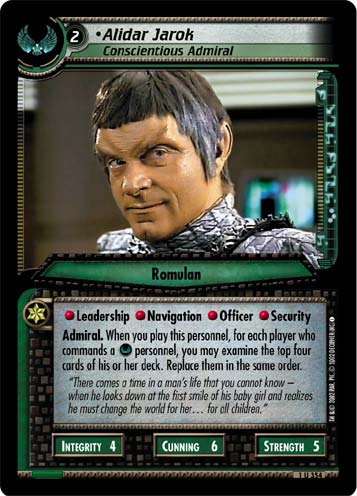 2
•Alidar Jarok
Conscientious Admiral
Romulan
Leadership Navigation Officer Security
Admiral. When you play this personnel, for each player who
commands a personnel, you may examine the top four
cards of his or her deck. Replace them in the same order.
"There comes a time in a man's life that you cannot know –
when he looks down at the first smile of his baby girl and realizes
he must change the world for her… for all children."
INTEGRITY 4 CUNNING 6 STRENGTH 5
1 U 354